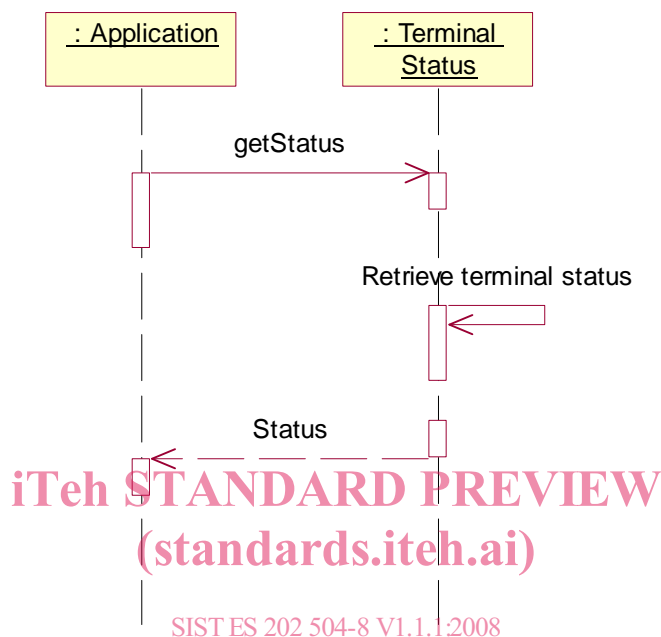 : Application
: Terminal
Status
getStatus
Retrieve terminal status
Status
iTeh STANDARD PREVIEW
(standards.iteh.ai)
SIST ES 202 504-8 V1.1.1:2008